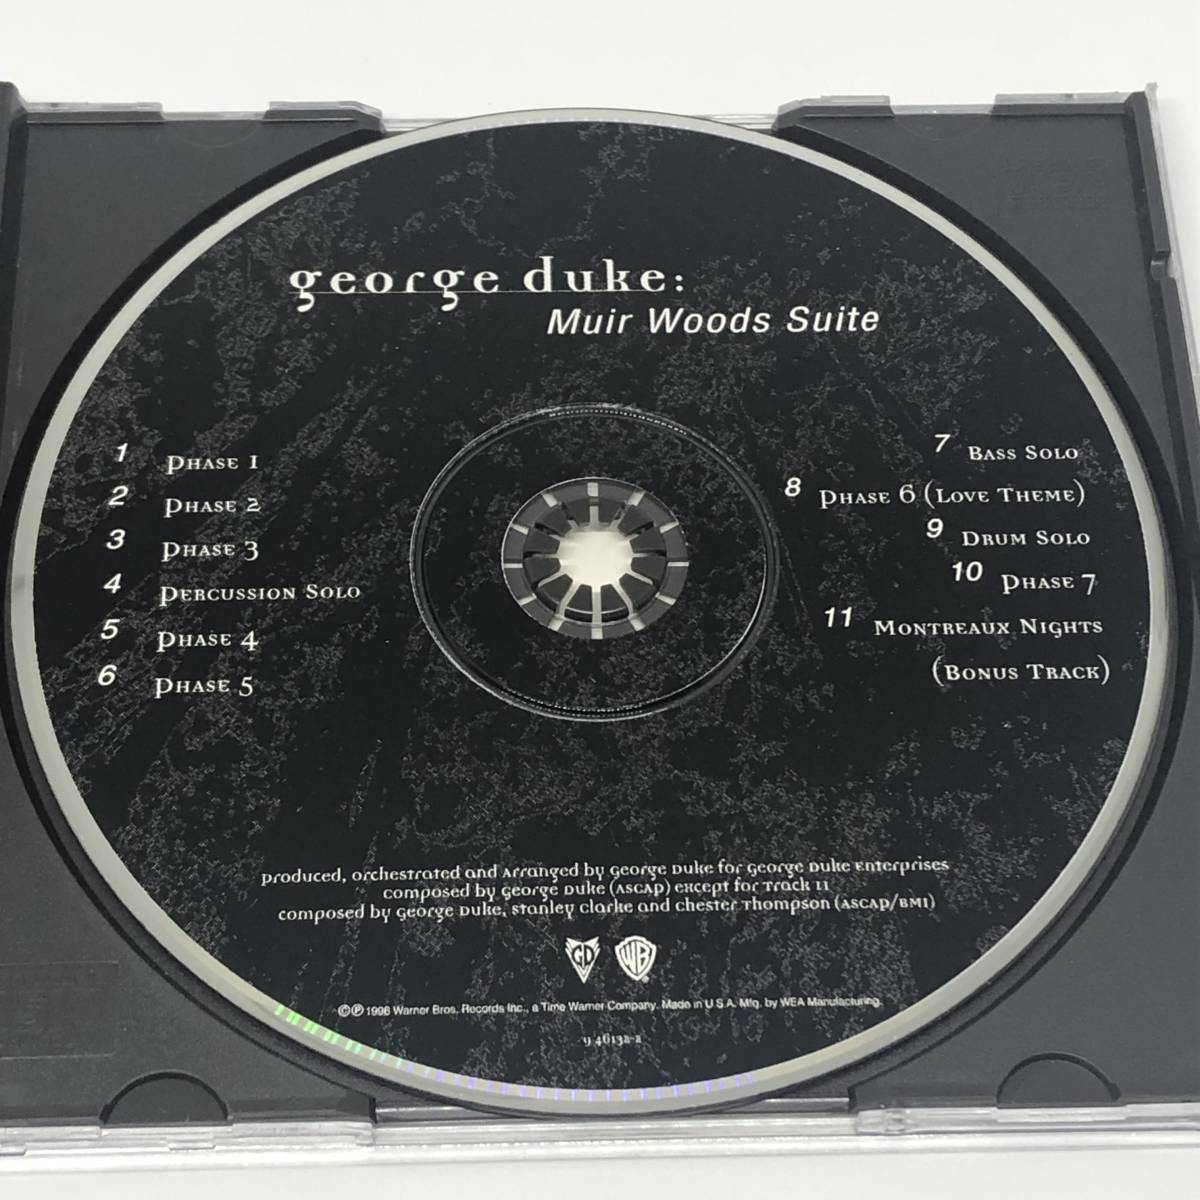 george duke:
Muir Woods Suite
1 Phase 1
2 Phase 2
3 Phase 3
4 Percussion Solo
5 Phase 4
6 Phase 5
7 Bass Solo
8 Phase 6 (Love Theme)
9 Drum Solo
10 Phase 7
11 Montreaux Nights
(Bonus Track)
produced, orchestrated and arranged by George Duke for George Duke Enterprises
composed by George Duke (ASCAP) except for Track 11
composed by George Duke, Stanley Clarke and Chester Thompson (ASCAP/BMI)
GD WB
©℗ 1996 Warner Bros. Records Inc., a Time Warner Company. Made in U.S.A. Mfg. by WEA Manufacturing.
9 46132-2